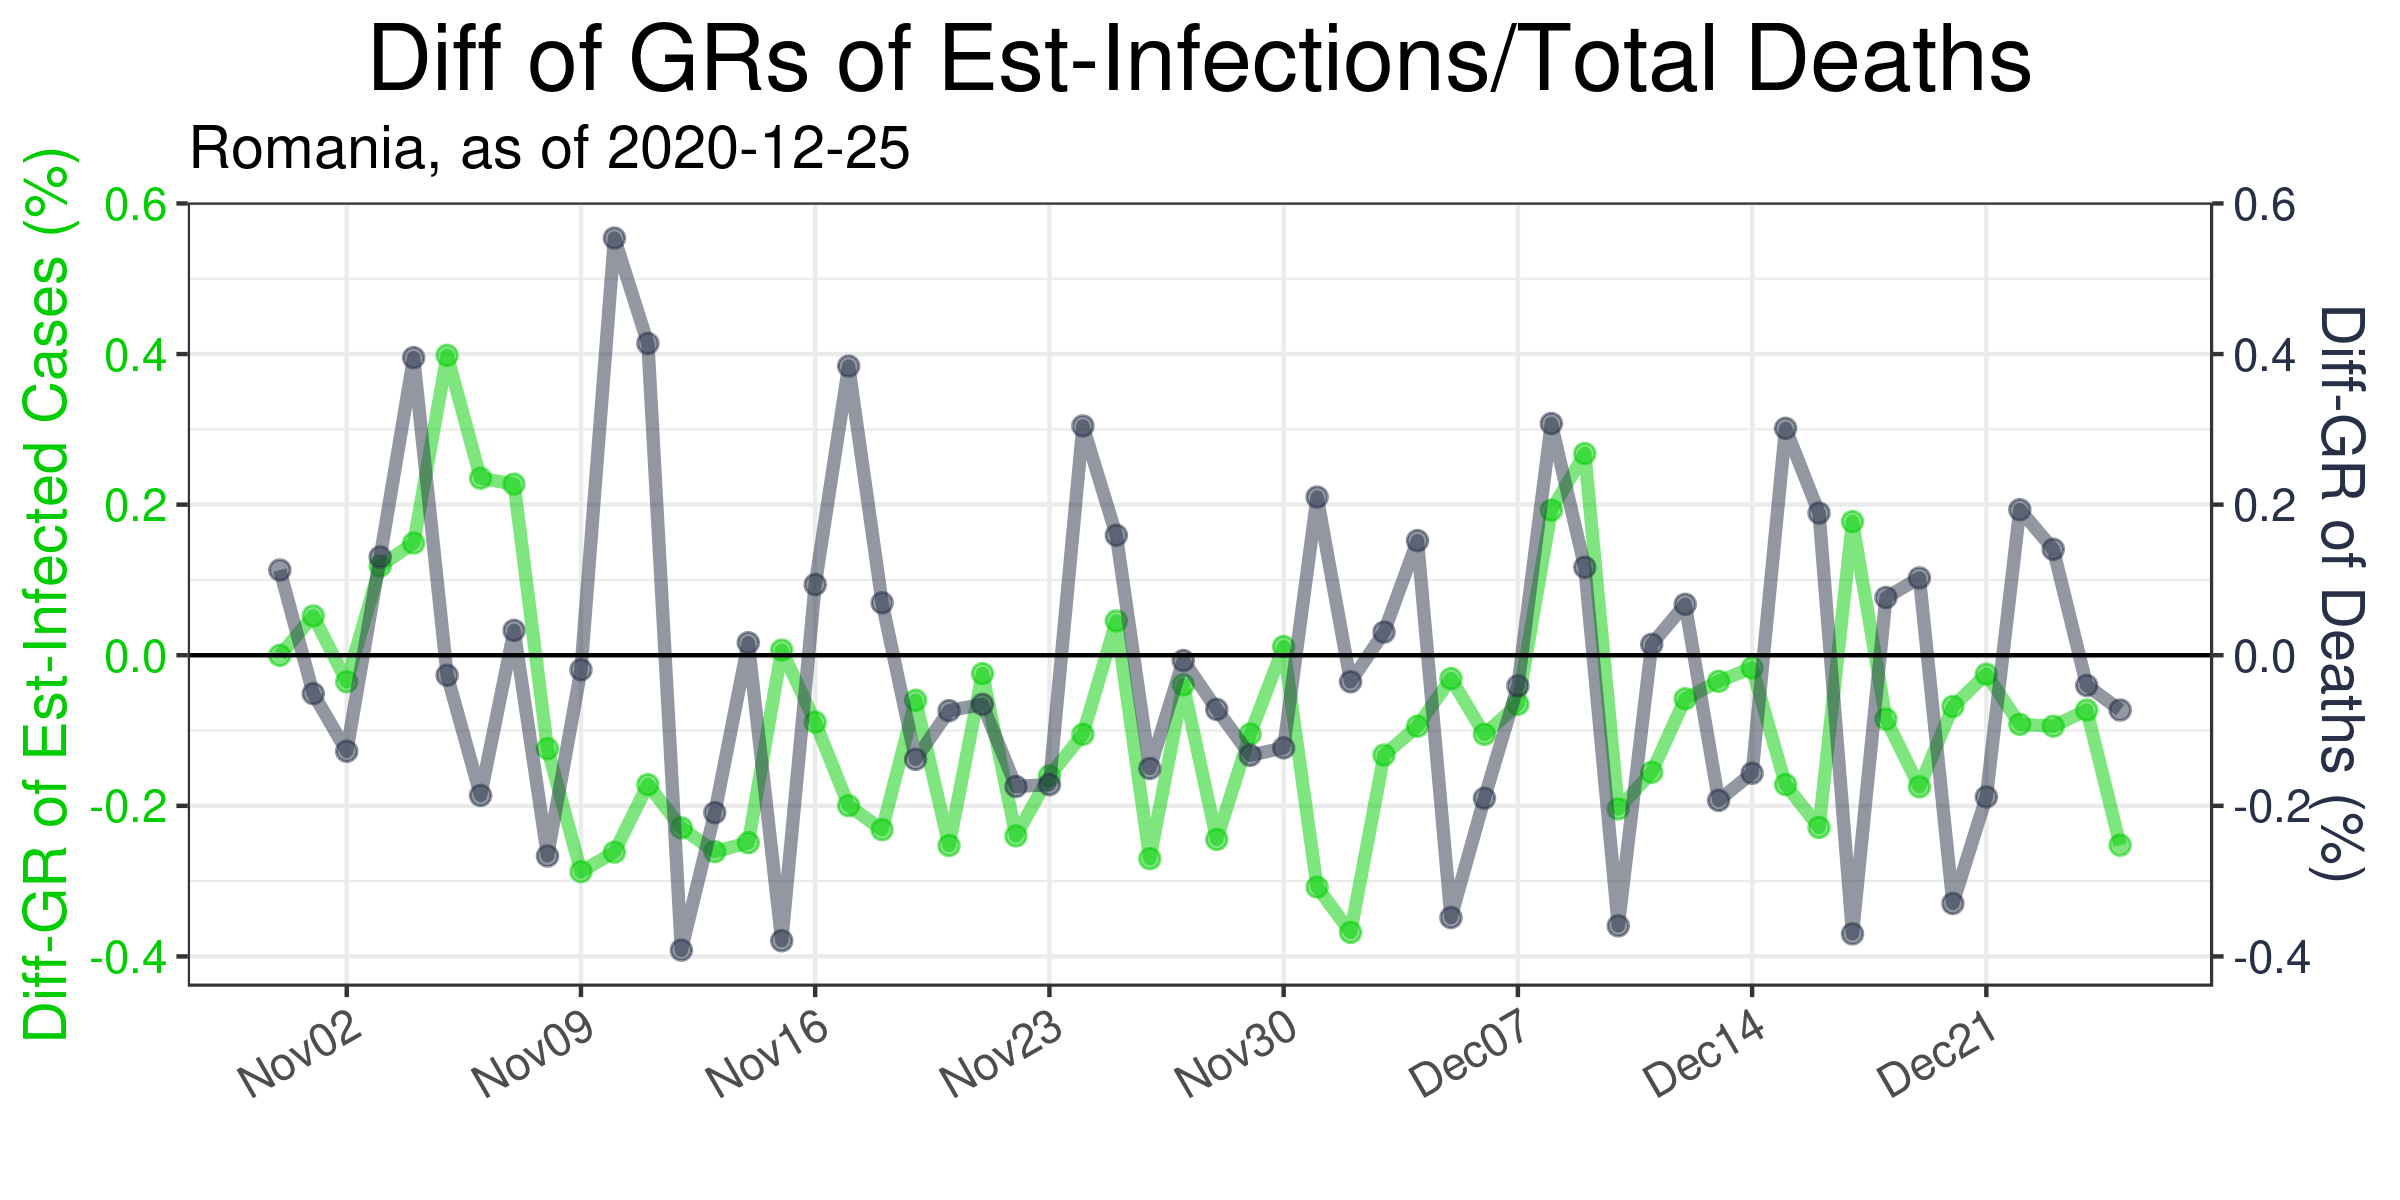 Diff of GRs of Est-Infections/Total Deaths
Romania, as of 2020-12-25
Diff-GR of Est-Infected Cases (%)
0.6
0.4
0.2
0.0
-0.2
-0.4
0.6
0.4
0.2
0.0
-0.2
-0.4
Diff-GR of Deaths (%)
Nov02
Nov09
Nov16
Nov23
Nov30
Dec07
Dec14
Dec21